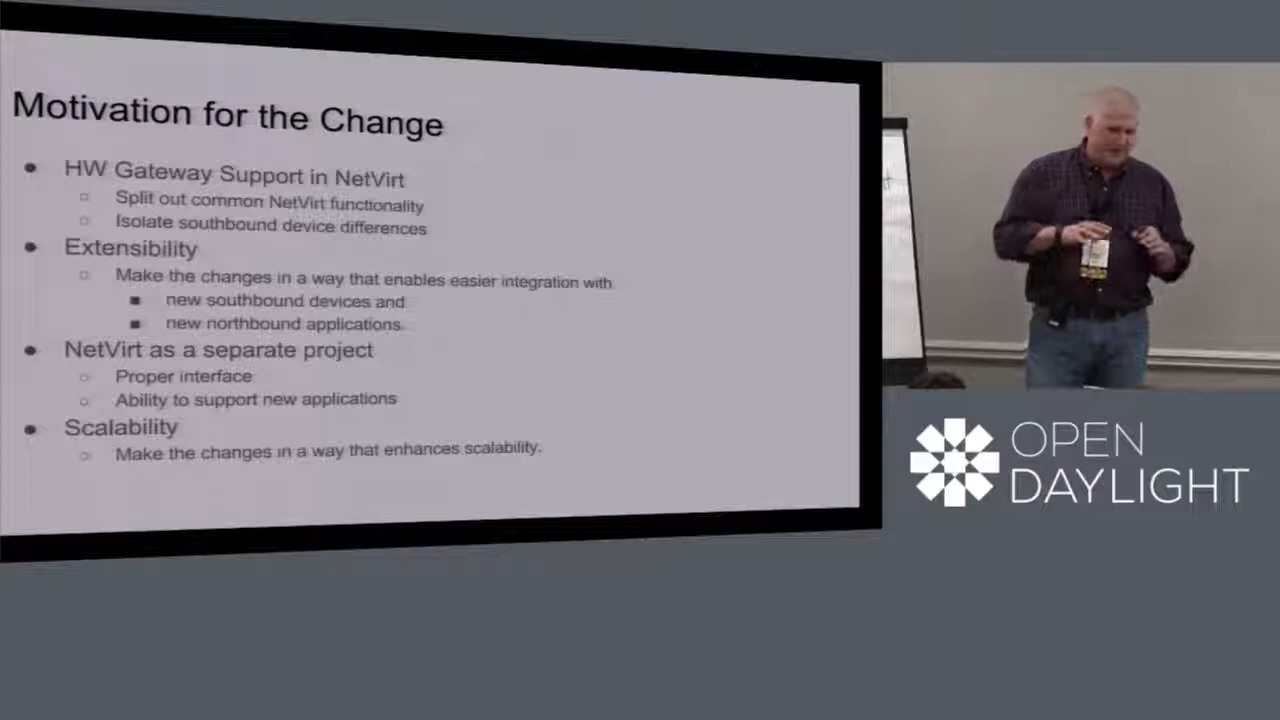 Motivation for the Change
● HW Gateway Support in NetVirt
○ Split out common NetVirt functionality
○ Isolate southbound device differences
● Extensibility
○ Make the changes in a way that enables easier integration with
■ new southbound devices and
■ new northbound applications.
● NetVirt as a separate project
○ Proper interface
○ Ability to support new applications
● Scalability
○ Make the changes in a way that enhances scalability.
OPEN
DAYLIGHT